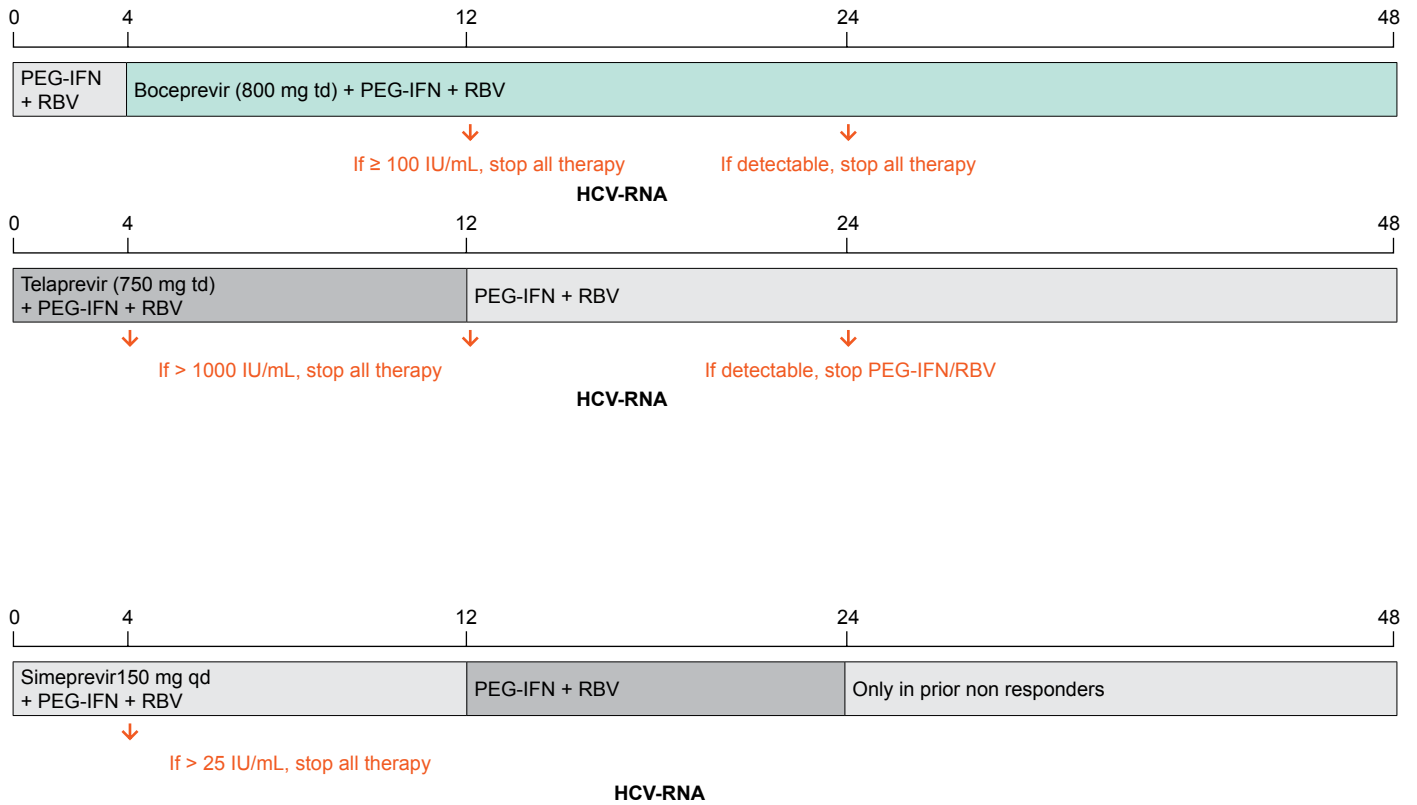 0 4 12 24 48
PEG-IFN
+ RBV
Boceprevir (800 mg td) + PEG-IFN + RBV
If ≥ 100 IU/mL, stop all therapy
If detectable, stop all therapy
HCV-RNA
0 4 12 24 48
Telaprevir (750 mg td)
+ PEG-IFN + RBV
PEG-IFN + RBV
If > 1000 IU/mL, stop all therapy
If detectable, stop PEG-IFN/RBV
HCV-RNA
0 4 12 24 48
Simeprevir150 mg qd
+ PEG-IFN + RBV
PEG-IFN + RBV
Only in prior non responders
If > 25 IU/mL, stop all therapy
HCV-RNA